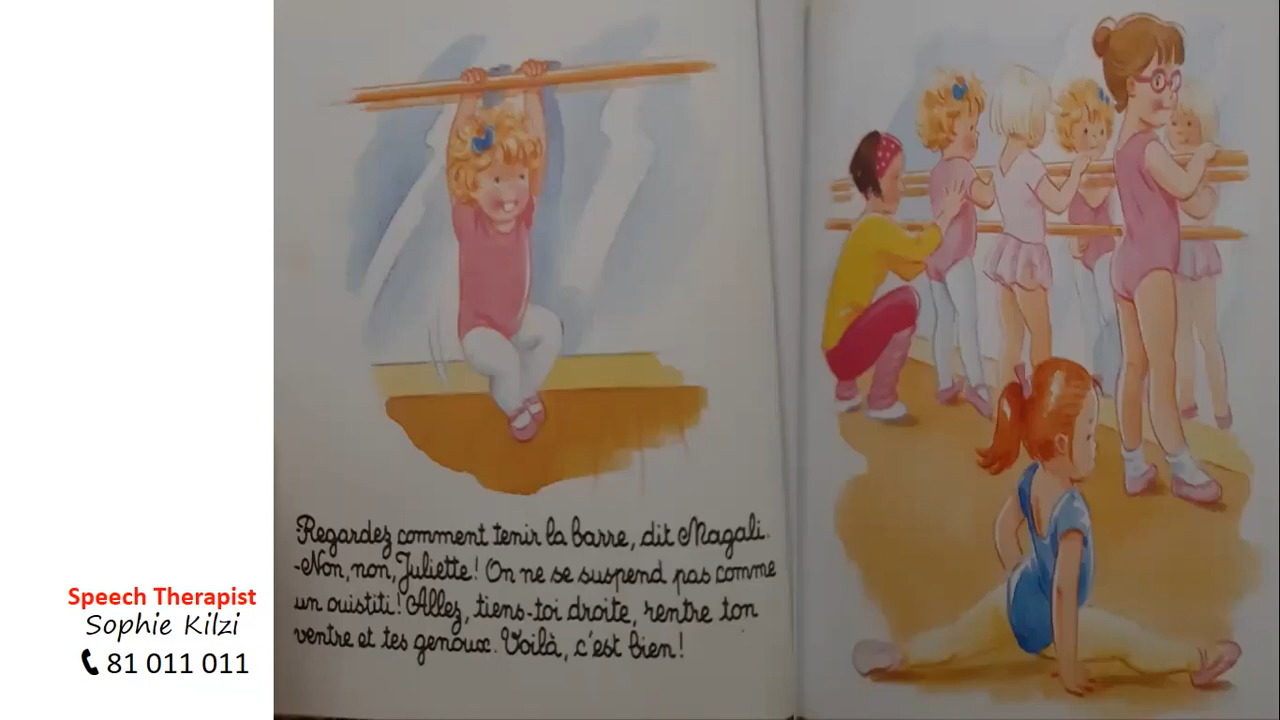 Regardez comment tenir la barre, dit Magali.
-Non, non, Juliette! On ne se suspend pas comme
un ouistiti! Allez, tiens-toi droite, rentre ton
ventre et tes genoux. Voilà, c'est bien!
Speech Therapist
Sophie Kilzi
81 011 011